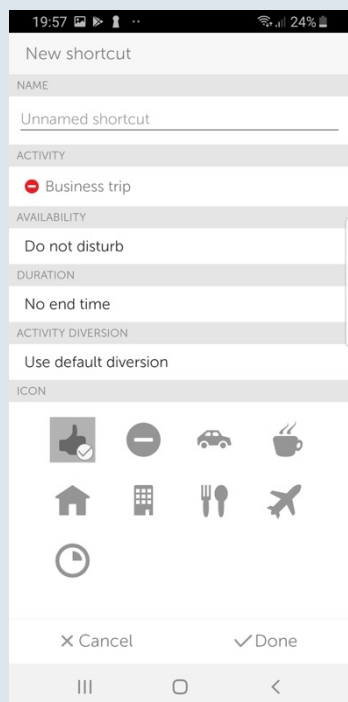 19:57
24%
New shortcut
NAME
Unnamed shortcut
ACTIVITY
Business trip
AVAILABILITY
Do not disturb
DURATION
No end time
ACTIVITY DIVERSION
Use default diversion
ICON
Cancel
Done